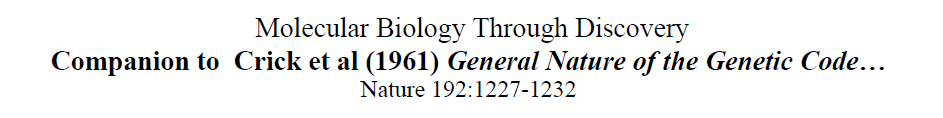 Molecular Biology Through Discovery
Companion to  Crick et al (1961) General Nature of the Genetic Code…
Nature 192:1227-1232